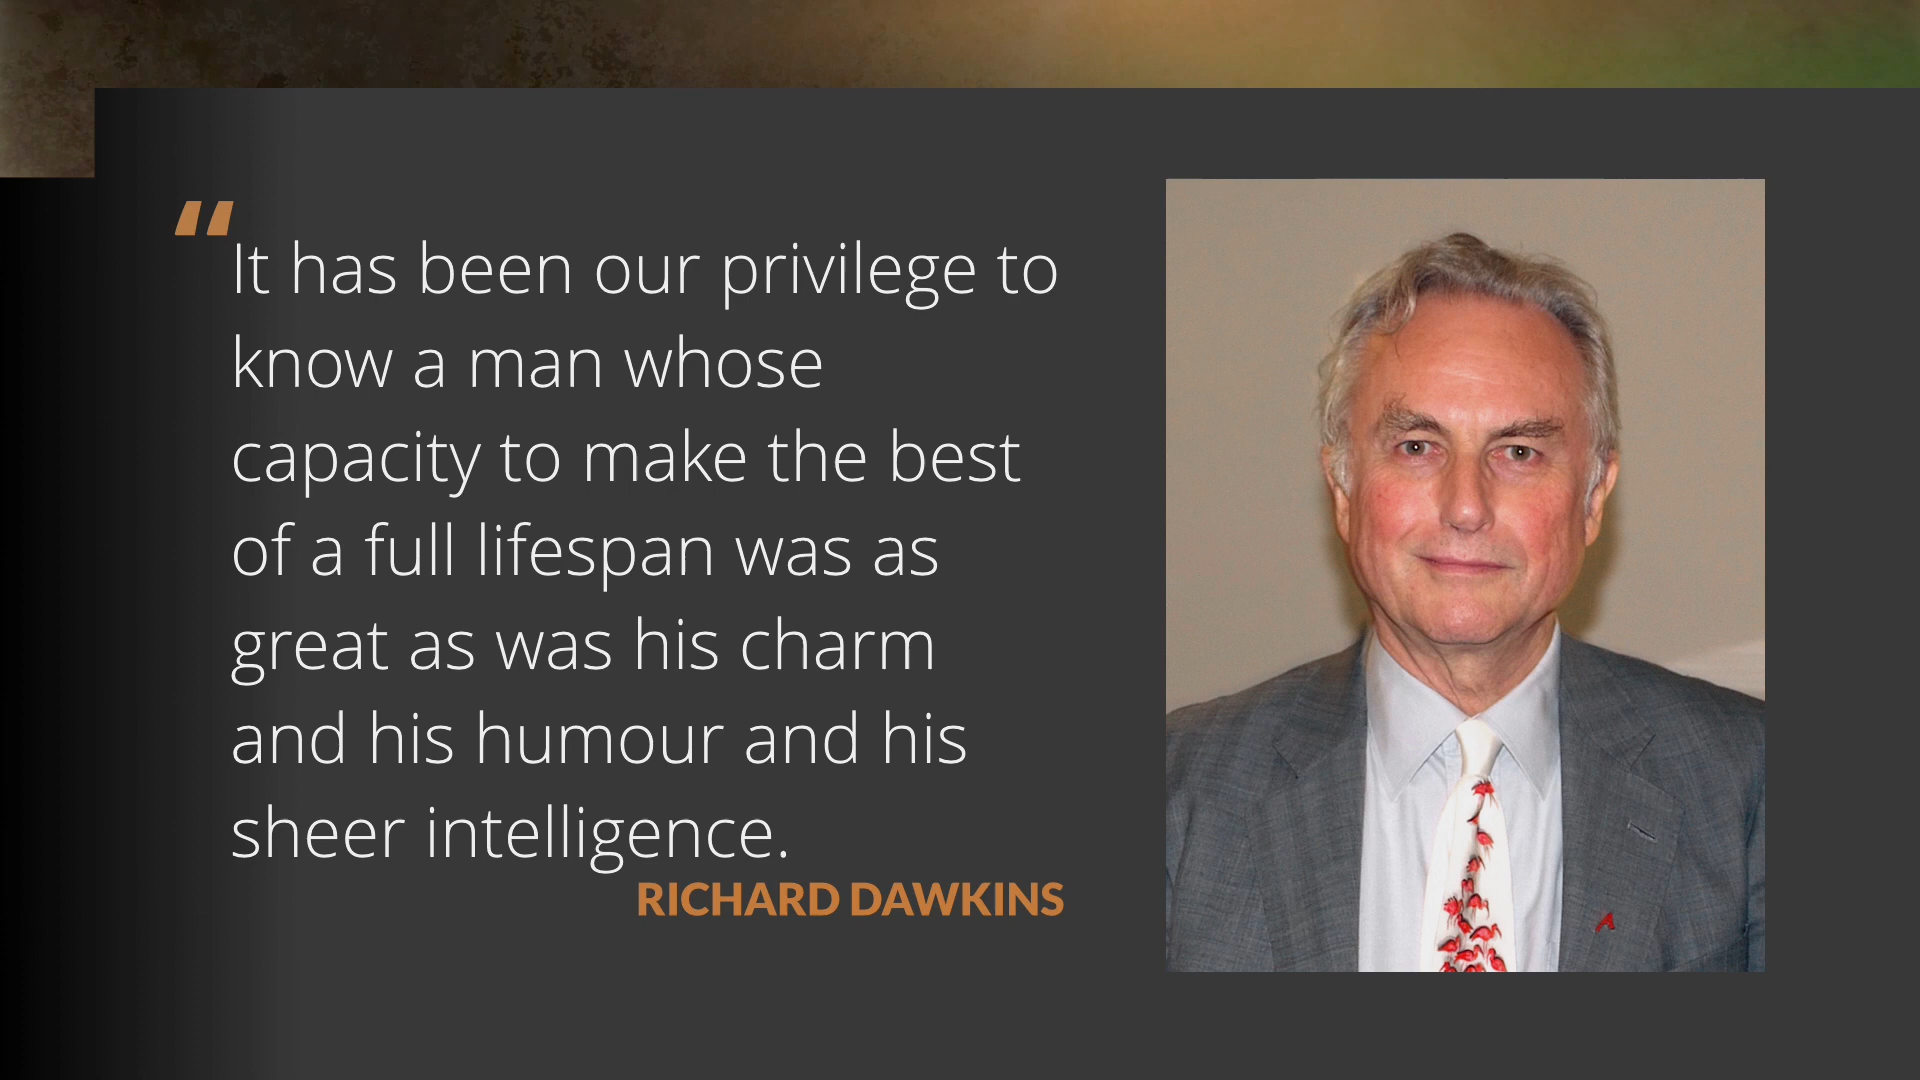 “It has been our privilege to
know a man whose
capacity to make the best
of a full lifespan was as
great as was his charm
and his humour and his
sheer intelligence.
RICHARD DAWKINS